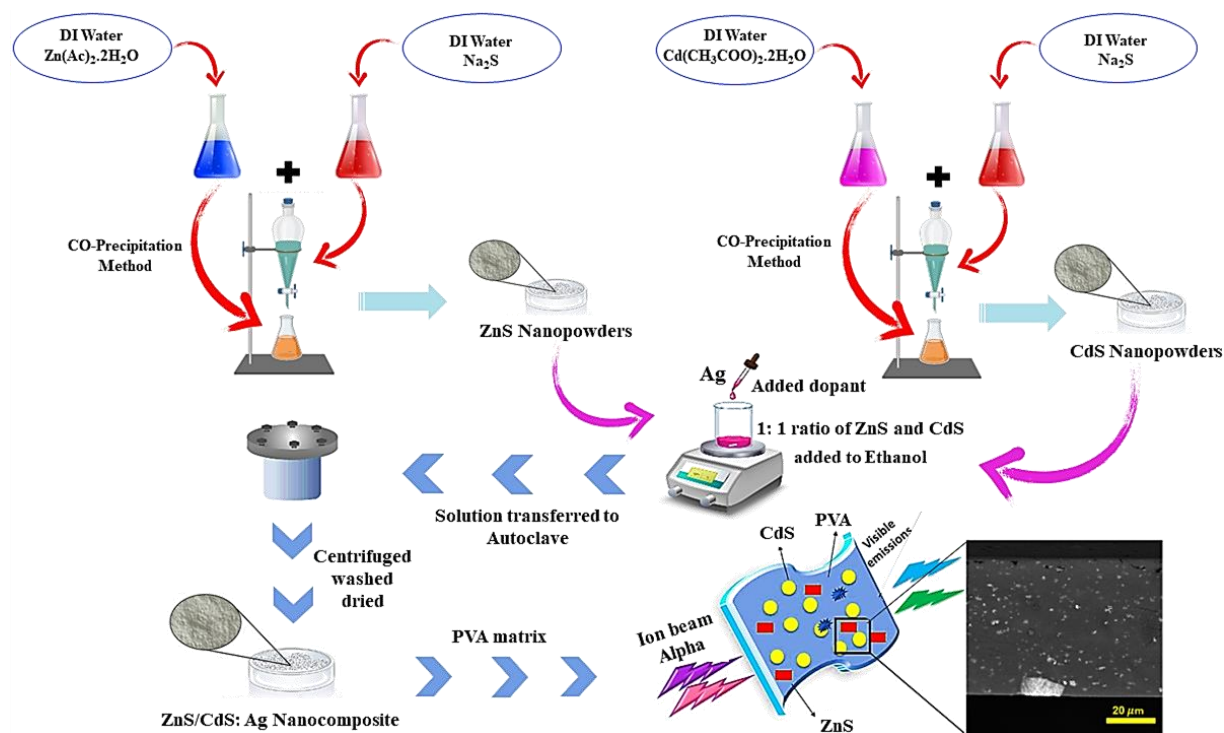 DI Water
Zn(Ac)₂.2H₂O
DI Water
Na₂S
DI Water
Cd(CH₃COO)₂.2H₂O
DI Water
Na₂S
CO-Precipitation
Method
CO-Precipitation
Method
ZnS Nanopowders
CdS Nanopowders
Ag
Added dopant
1: 1 ratio of ZnS and CdS
added to Ethanol
Solution transferred to
Autoclave
Centrifuged
washed
dried
PVA matrix
ZnS/CdS: Ag Nanocomposite
CdS
PVA
Visible
emissions
Ion beam
Alpha
ZnS
20 μm